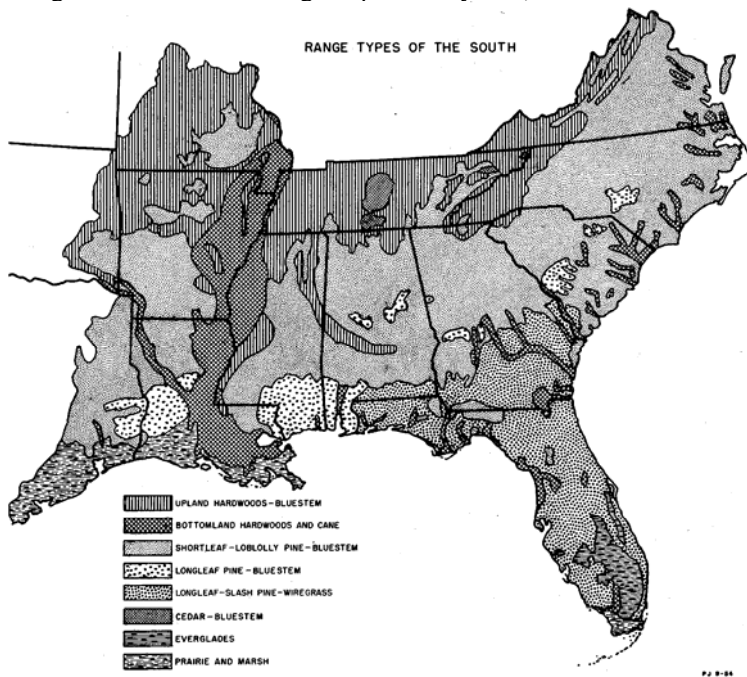 RANGE TYPES OF THE SOUTH
UPLAND HARDWOODS-BLUESTEM
BOTTOMLAND HARDWOODS AND CANE
SHORTLEAF-LOBLOLLY PINE-BLUESTEM
LONGLEAF PINE-BLUESTEM
LONGLEAF-SLASH PINE-WIREGRASS
CEDAR-BLUESTEM
EVERGLADES
PRAIRIE AND MARSH